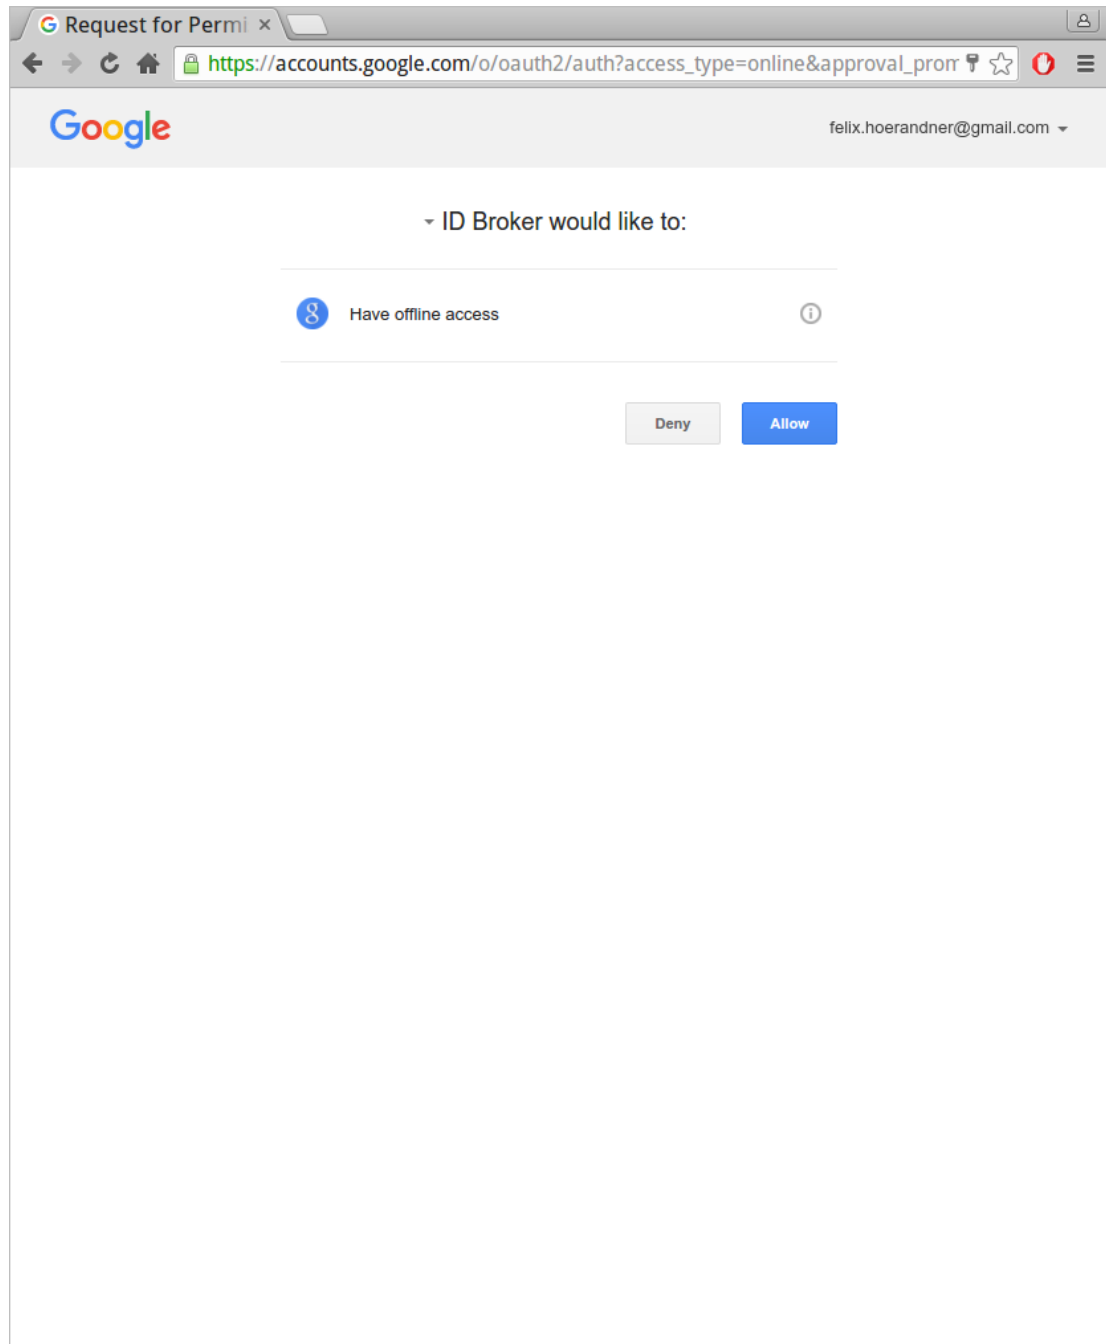 Request for Permi
https://accounts.google.com/o/oauth2/auth?access_type=online&approval_pron
Google
felix.hoerandner@gmail.com
ID Broker would like to:
Have offline access
Deny
Allow